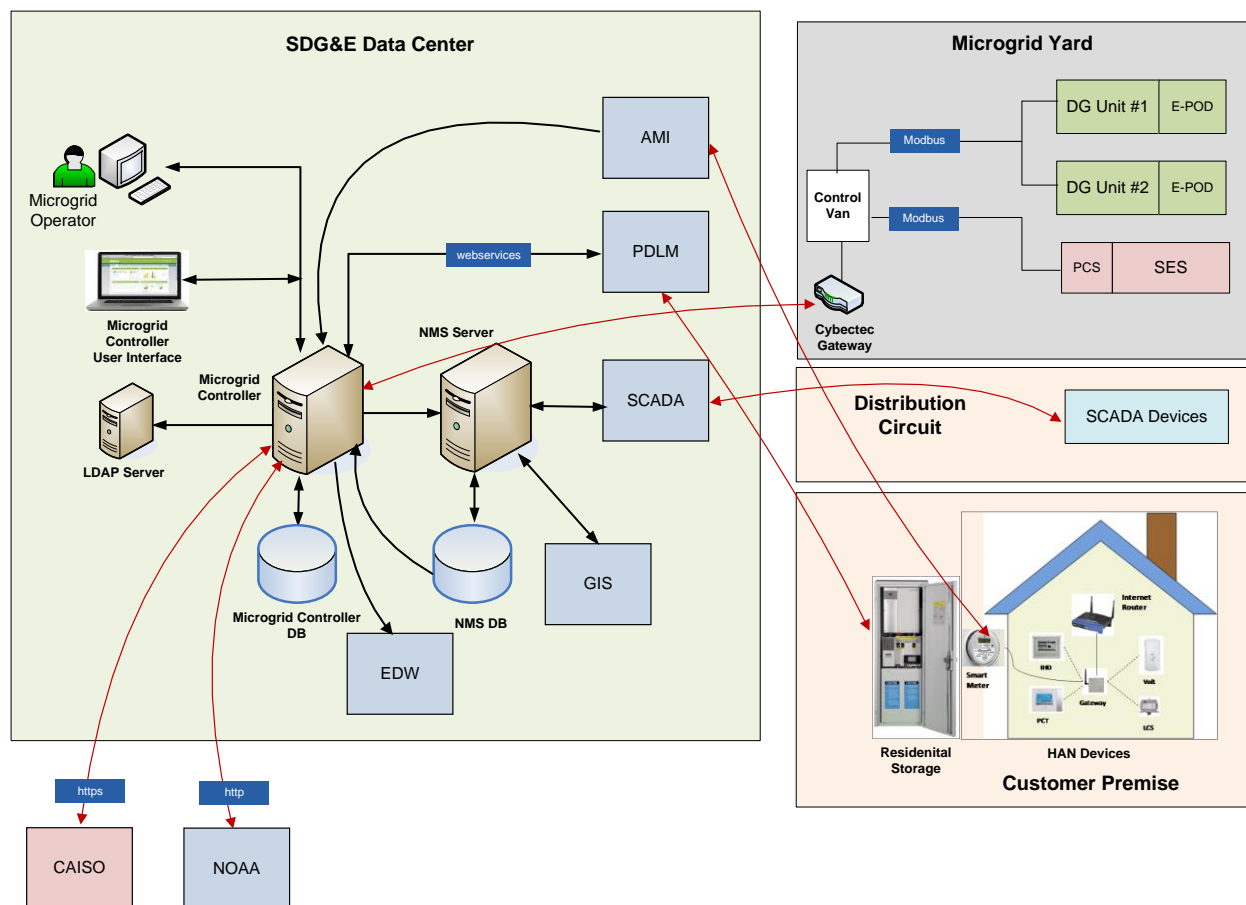 SDG&E Data Center
Microgrid
Operator
Microgrid
Controller
User Interface
LDAP Server
Microgrid
Controller
NMS Server
AMI
webservices
PDLM
SCADA
GIS
Microgrid Controller
DB
NMS DB
EDW
https
http
CAISO
NOAA
Microgrid Yard
DG Unit #1
E-POD
Modbus
DG Unit #2
E-POD
Control
Van
Modbus
PCS
SES
Cybectec
Gateway
Distribution
Circuit
SCADA Devices
Internet
Router
IHD
Volt
Smart
Meter
Gateway
PCT
LCS
Residenital
Storage
HAN Devices
Customer Premise